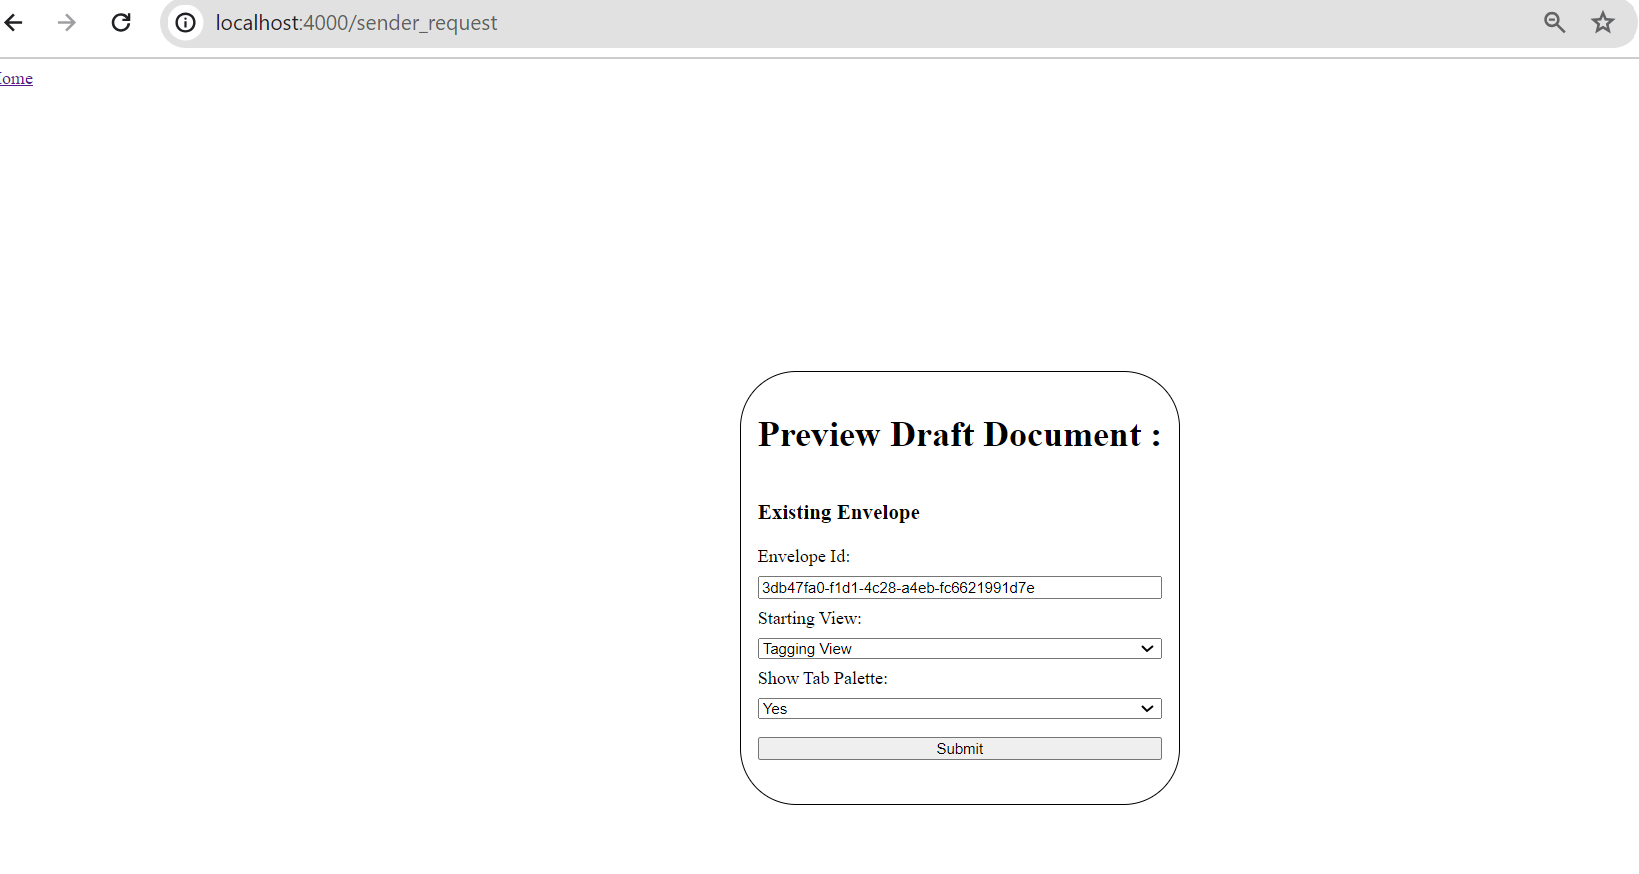 localhost:4000/sender_request
ome
Preview Draft Document :
Existing Envelope
Envelope Id:
3db47fa0-f1d1-4c28-a4eb-fc6621991d7e
Starting View:
Tagging View
Show Tab Palette:
Yes
Submit